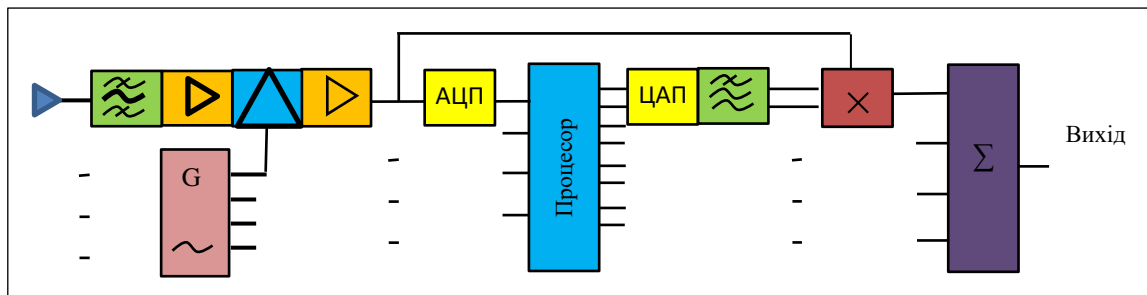 АЦП
ЦАП
×
G
Процесор
∑
Вихід